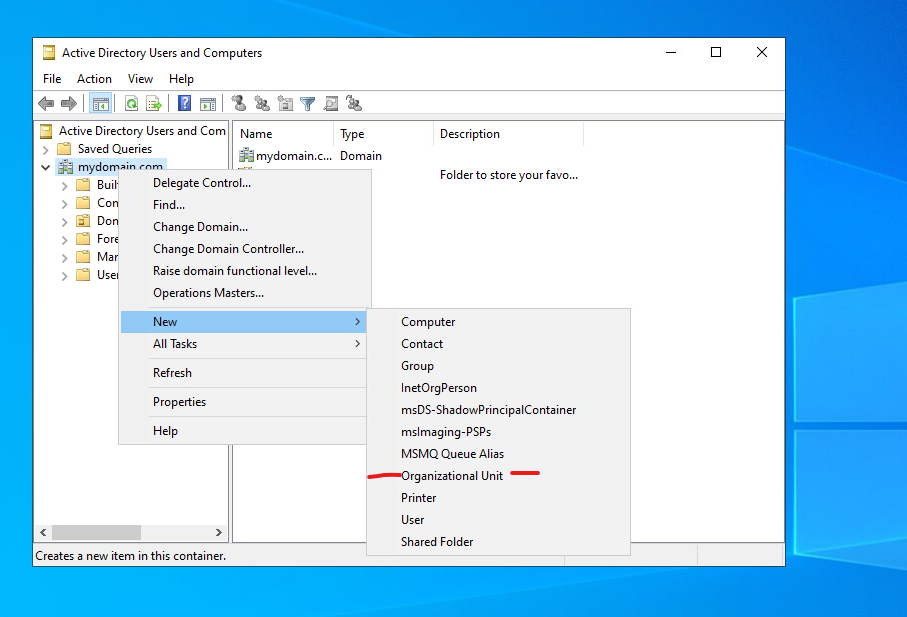 Active Directory Users and Computers
File Action View Help
Active Directory Users and Com
Saved Queries
mydomain.com
Buil
Con
Don
Fore
Man
User
Name Type Description
mydomain.c... Domain
Folder to store your favo...
Delegate Control...
Find...
Change Domain...
Change Domain Controller...
Raise domain functional level...
Operations Masters...
New
All Tasks
Refresh
Properties
Help
Computer
Contact
Group
InetOrgPerson
msDS-ShadowPrincipalContainer
msImaging-PSPs
MSMQ Queue Alias
Organizational Unit
Printer
User
Shared Folder
Creates a new item in this container.